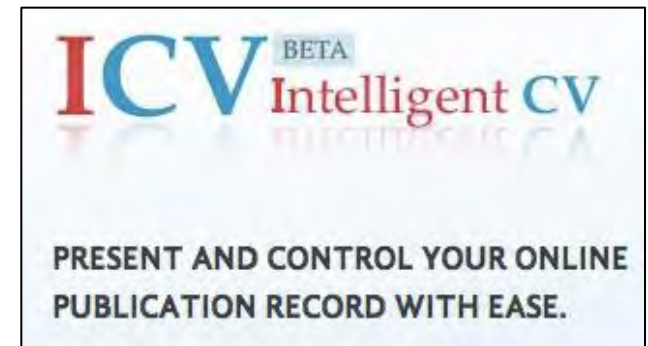 ICV BETA
Intelligent CV
PRESENT AND CONTROL YOUR ONLINE
PUBLICATION RECORD WITH EASE.